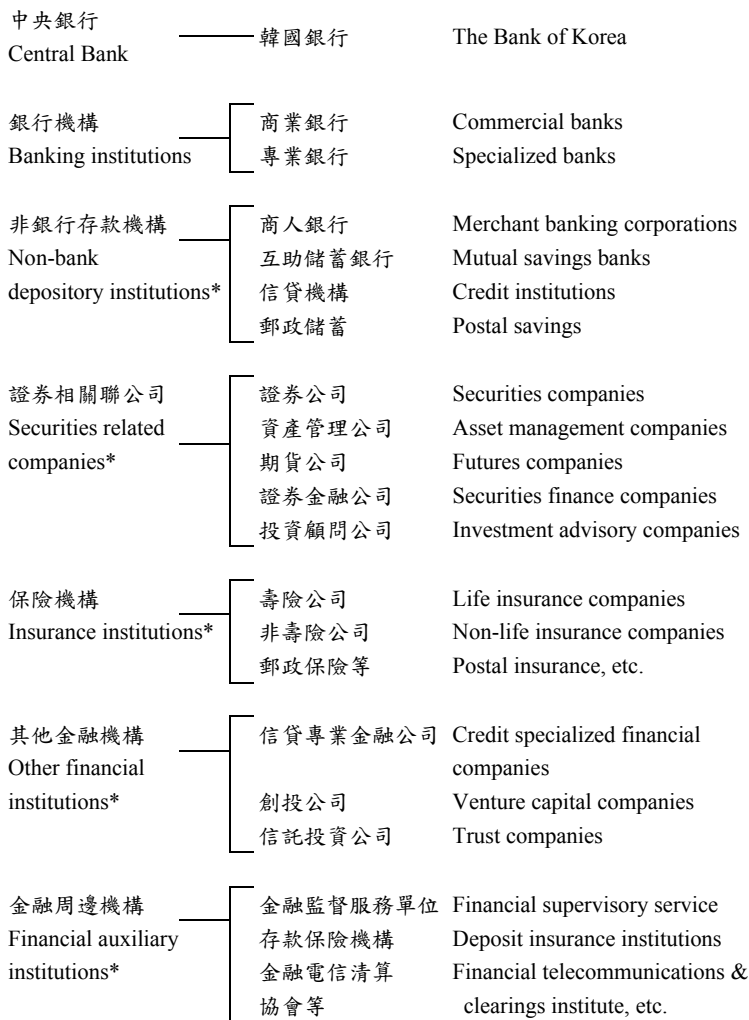 中央銀行
Central Bank
韓國銀行 The Bank of Korea
銀行機構
Banking institutions
商業銀行 Commercial banks
專業銀行 Specialized banks
非銀行存款機構
Non-bank
depository institutions*
商人銀行 Merchant banking corporations
互助儲蓄銀行 Mutual savings banks
信貸機構 Credit institutions
郵政儲蓄 Postal savings
證券相關聯公司
Securities related
companies*
證券公司 Securities companies
資產管理公司 Asset management companies
期貨公司 Futures companies
證券金融公司 Securities finance companies
投資顧問公司 Investment advisory companies
保險機構
Insurance institutions*
壽險公司 Life insurance companies
非壽險公司 Non-life insurance companies
郵政保險等 Postal insurance, etc.
其他金融機構
Other financial
institutions*
信貸專業金融公司 Credit specialized financial
companies
創投公司 Venture capital companies
信託投資公司 Trust companies
金融周邊機構
Financial auxiliary
institutions*
金融監督服務單位 Financial supervisory service
存款保險機構 Deposit insurance institutions
金融電信清算 Financial telecommunications &
協會等 clearings institute, etc.